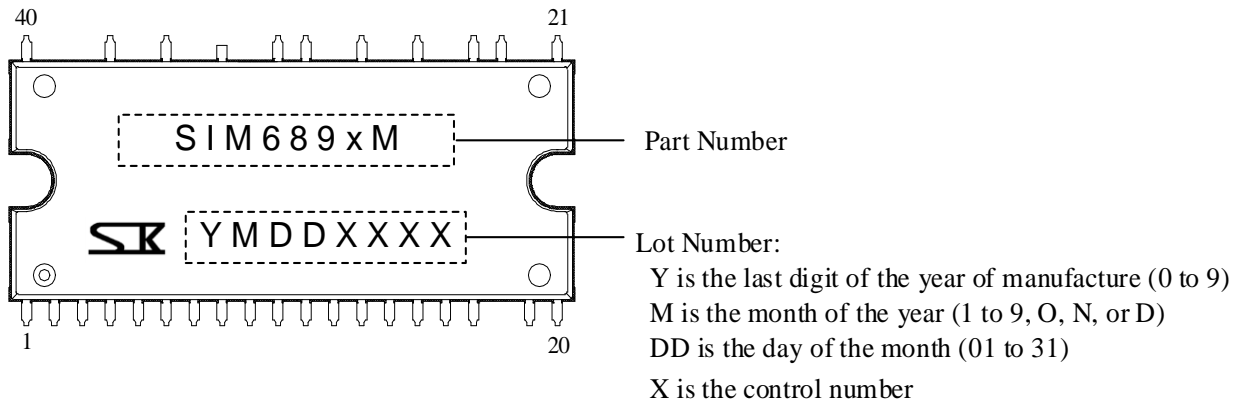 40 21
SIM689xM
Part Number
SK
YMDDXXXX
Lot Number:
Y is the last digit of the year of manufacture (0 to 9)
M is the month of the year (1 to 9, O, N, or D)
DD is the day of the month (01 to 31)
X is the control number
1 20